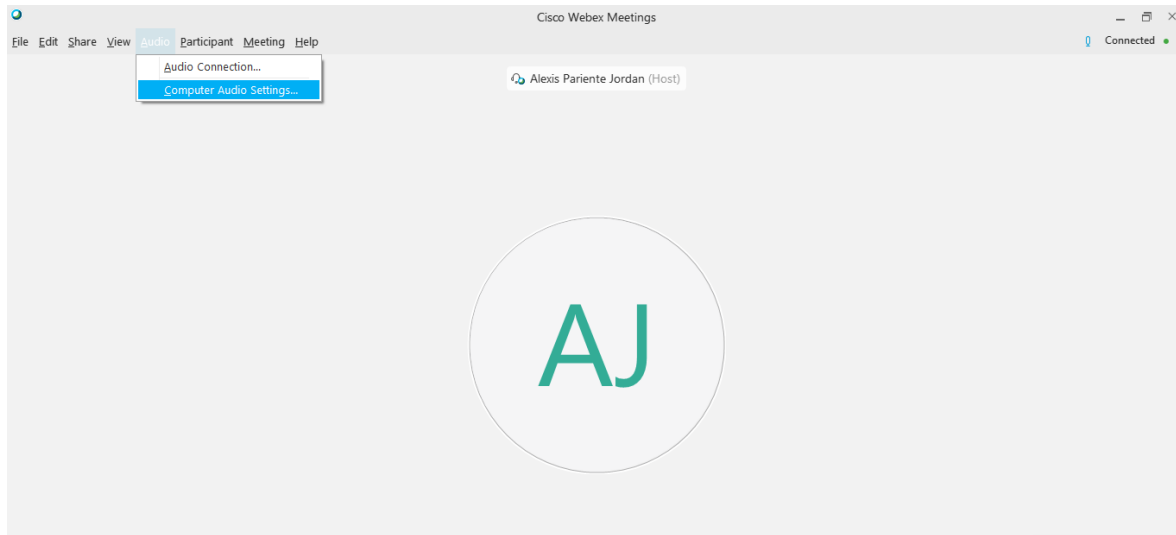 Cisco Webex Meetings
File Edit Share View Audio Participant Meeting Help
Connected
Audio Connection...
Computer Audio Settings...
Alexis Pariente Jordan (Host)
AJ